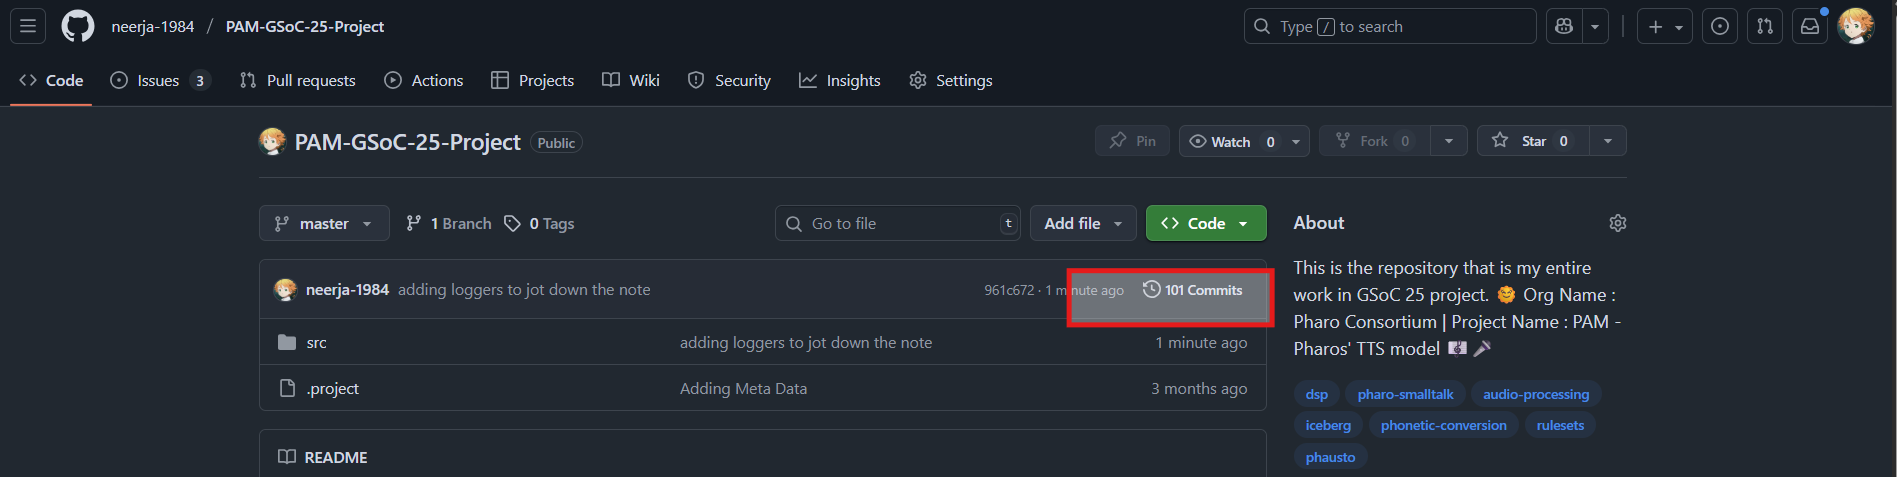 neerja-1984 / PAM-GSoC-25-Project Type / to search
Code Issues 3 Pull requests Actions Projects Wiki Security Insights Settings
PAM-GSoC-25-Project Public Pin Watch 0 Fork 0 Star 0
master 1 Branch 0 Tags Go to file t Add file Code
neerja-1984 adding loggers to jot down the note 961c672 · 1 minute ago 101 Commits
src adding loggers to jot down the note 1 minute ago
.project Adding Meta Data 3 months ago
README
About
This is the repository that is my entire
work in GSoC 25 project. 🌞 Org Name :
Pharo Consortium | Project Name : PAM -
Pharos' TTS model 🎼 🎤
dsp pharo-smalltalk audio-processing
iceberg phonetic-conversion rulesets
phausto